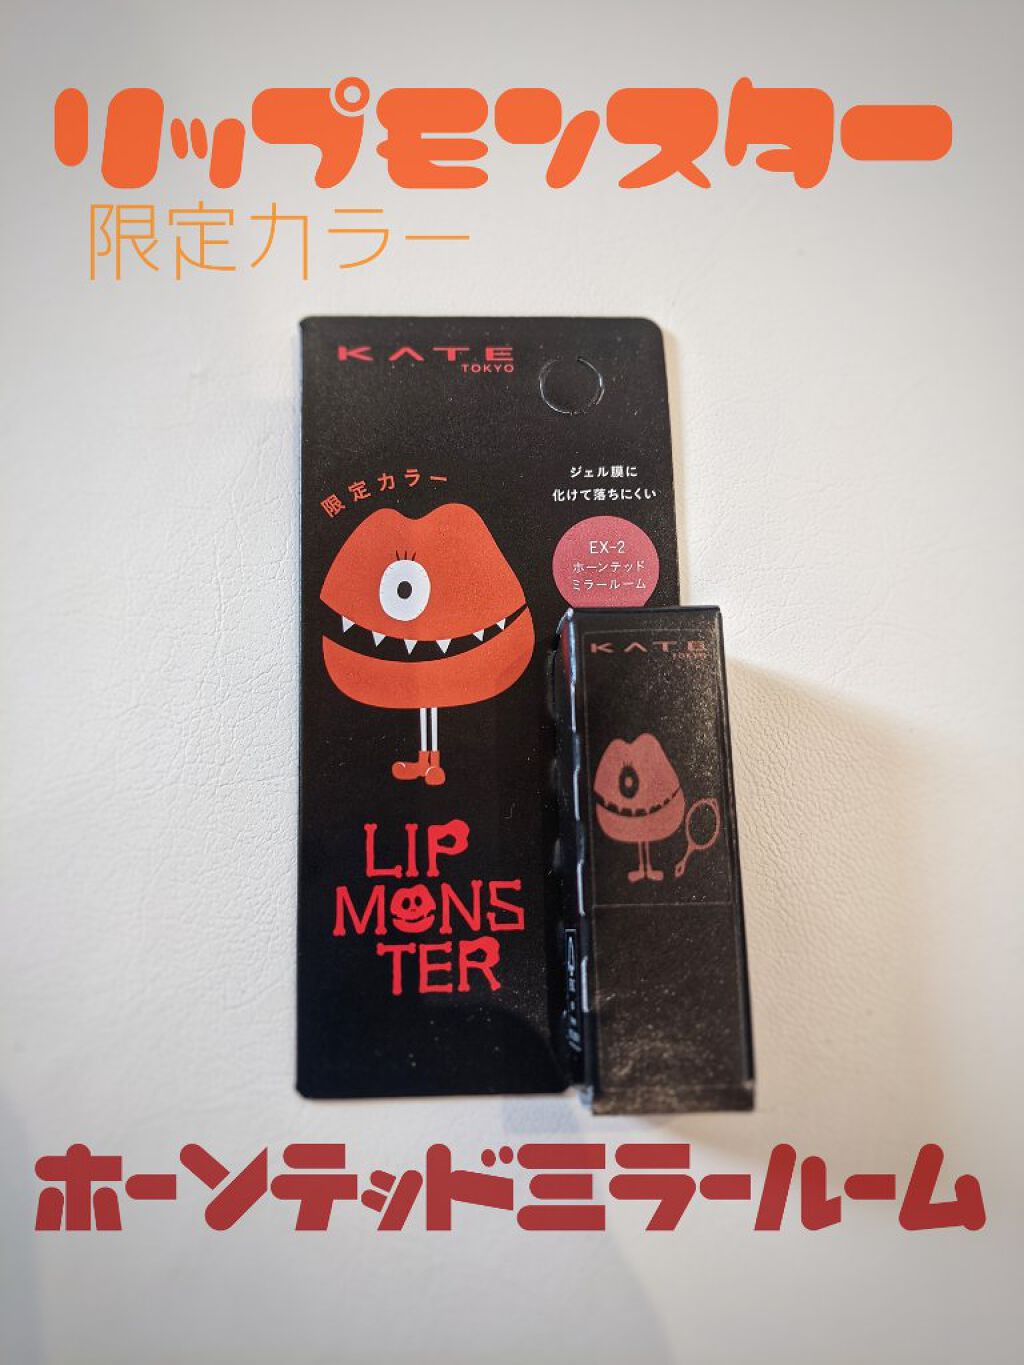 リップモンスター
限定カラー
KATE
TOKYO
限定カラー
ジェル膜に
化けて落ちにくい
EX-2
ホーンテッド
ミラールーム
KATE
TOKYO
LIP
MONS
TER
ホーンテッドミラールーム